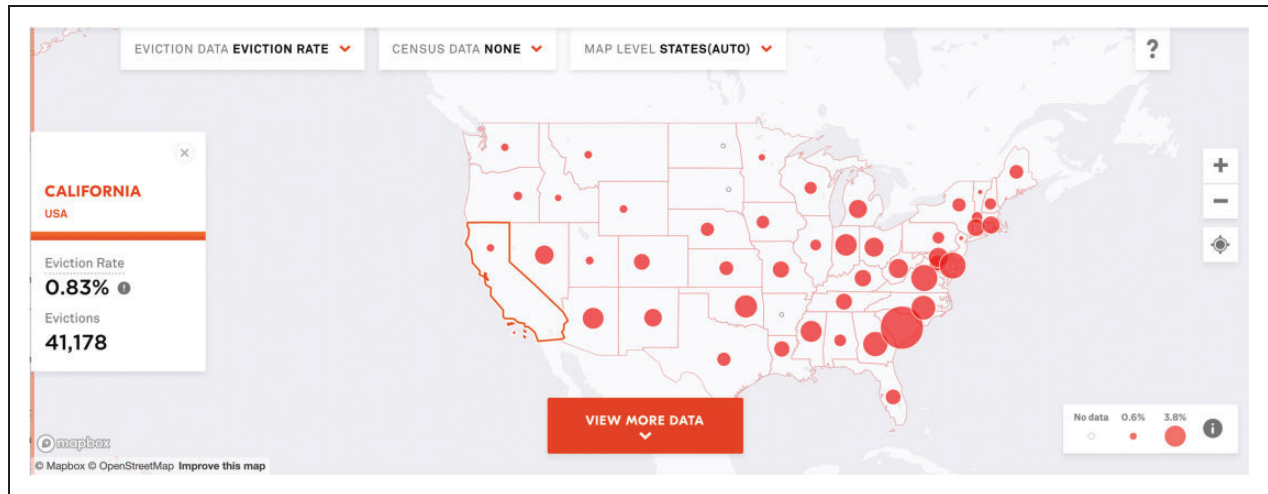 EVICTION DATA EVICTION RATE
CENSUS DATA NONE
MAP LEVEL STATES(AUTO)
?
CALIFORNIA
USA
Eviction Rate
0.83%
Evictions
41,178
VIEW MORE DATA
No data 0.6% 3.8%
mapbox
© Mapbox © OpenStreetMap Improve this map